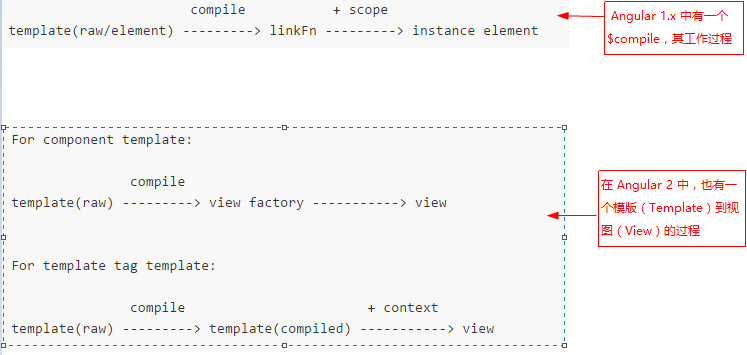 compile + scope
template(raw/element) ---------> linkFn ---------> instance element
Angular 1.x 中有一个
$compile，其工作过程
For component template:
compile
template(raw) ---------> view factory -----------> view
For template tag template:
compile + context
template(raw) ---------> template(compiled) -----------> view
在 Angular 2 中，也有一
个模版（Template）到视
图（View）的过程